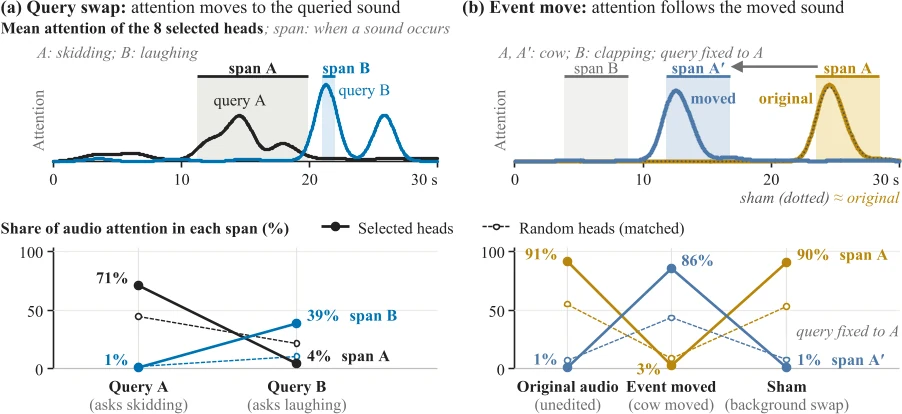 (a) Query swap: attention moves to the queried sound
Mean attention of the 8 selected heads; span: when a sound occurs
A: skidding; B: laughing
span A
span B
query A
query B
Attention
0
10
20
30 s
(b) Event move: attention follows the moved sound
A, A′: cow; B: clapping; query fixed to A
span B
span A′
span A
moved
original
Attention
0
10
20
30 s
sham (dotted) ≈ original
Share of audio attention in each span (%)
Selected heads
Random heads (matched)
100
50
0
71%
1%
39% span B
4% span A
Query A
(asks skidding)
Query B
(asks laughing)
100
50
0
91%
1%
86%
3%
90% span A
query fixed to A
1% span A′
Original audio
(unedited)
Event moved
(cow moved)
Sham
(background swap)